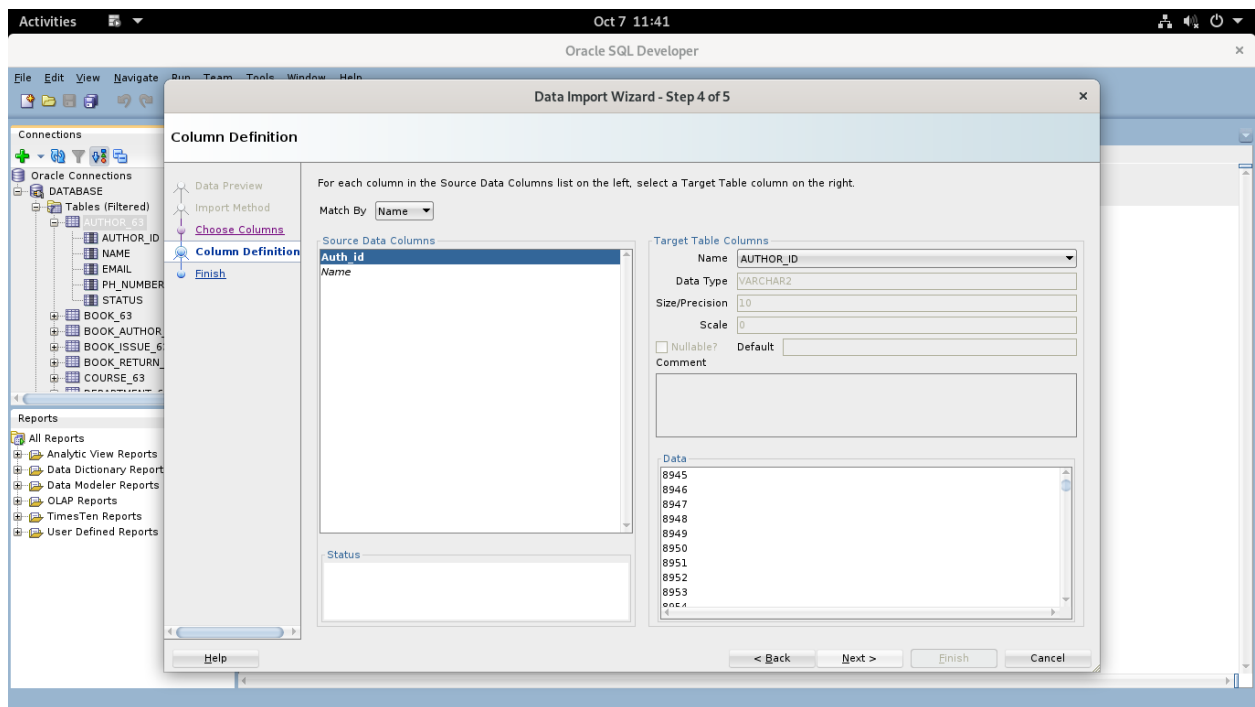 Activities
Oct 7 11:41
Oracle SQL Developer
File Edit View Navigate Run Team Tools Window Help
Data Import Wizard - Step 4 of 5
Connections
Oracle Connections
DATABASE
Tables (Filtered)
AUTHOR_63
AUTHOR_ID
NAME
EMAIL
PH_NUMBER
STATUS
BOOK_63
BOOK_AUTHOR_
BOOK_ISSUE_6
BOOK_RETURN_
COURSE_63
Reports
All Reports
Analytic View Reports
Data Dictionary Report
Data Modeler Reports
OLAP Reports
TimesTen Reports
User Defined Reports
Column Definition
Data Preview
Import Method
Choose Columns
Column Definition
Finish
For each column in the Source Data Columns list on the left, select a Target Table column on the right.
Match By Name
Source Data Columns
Auth_id
Name
Status
Target Table Columns
Name AUTHOR_ID
Data Type VARCHAR2
Size/Precision 10
Scale 0
Nullable? Default
Comment
Data
8945
8946
8947
8948
8949
8950
8951
8952
8953
8954
Help
< Back Next > Finish Cancel